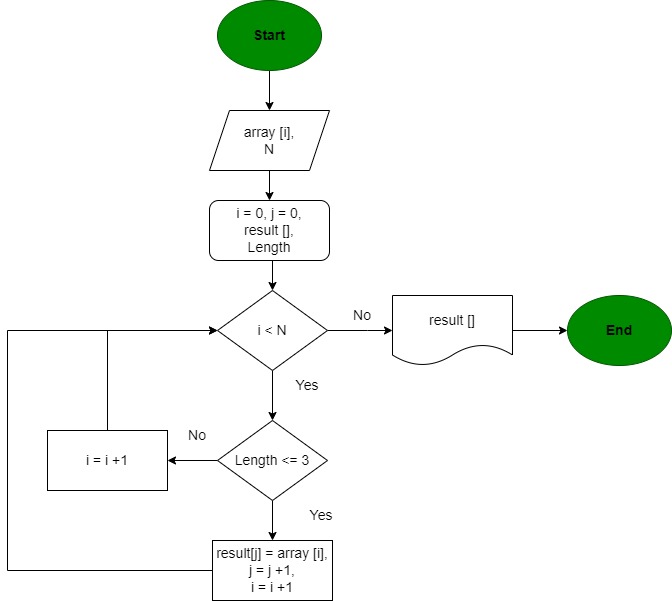 Start
array [i],
N
i = 0, j = 0,
result [],
Length
i < N
No
result []
End
Yes
Length <= 3
No
i = i +1
Yes
result[j] = array [i],
j = j +1,
i = i +1